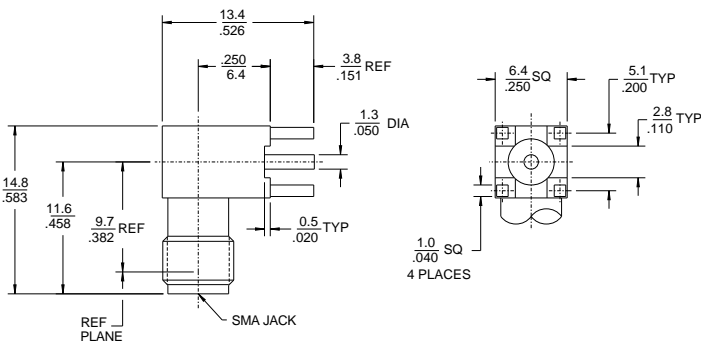 13.4
.526
.250
6.4
3.8
.151 REF
1.3
.050 DIA
14.8
.583
11.6
.458
9.7
.382 REF
0.5
.020 TYP
REF
PLANE
SMA JACK
6.4
.250 SQ
5.1
.200 TYP
2.8
.110 TYP
1.0
.040 SQ
4 PLACES